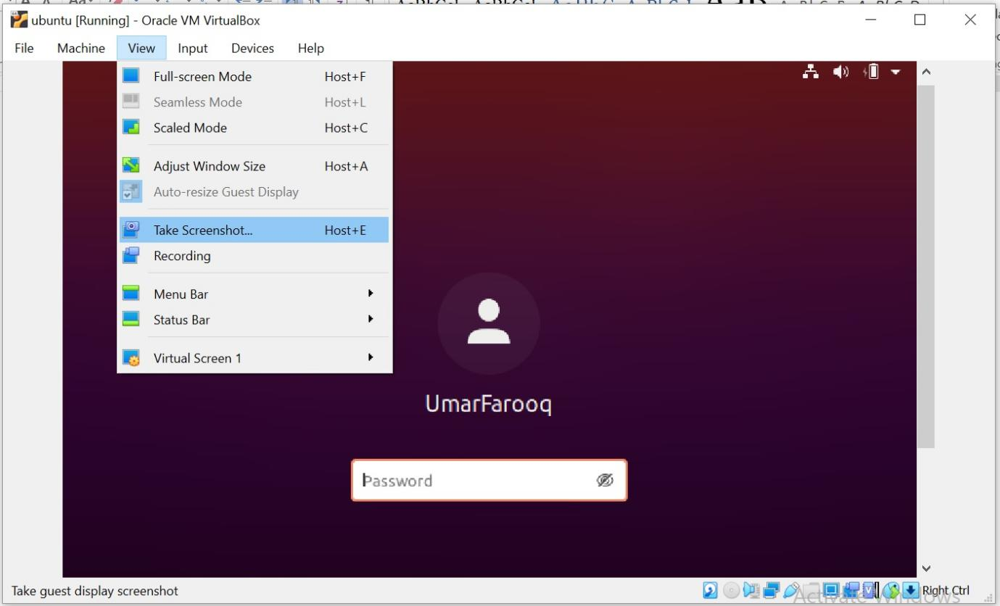 ubuntu [Running] - Oracle VM VirtualBox
File Machine View Input Devices Help
Full-screen Mode Host+F
Seamless Mode Host+L
Scaled Mode Host+C
Adjust Window Size Host+A
Auto-resize Guest Display
Take Screenshot... Host+E
Recording
Menu Bar
Status Bar
Virtual Screen 1
UmarFarooq
Password
Take guest display screenshot
Right Ctrl
Activate Windows